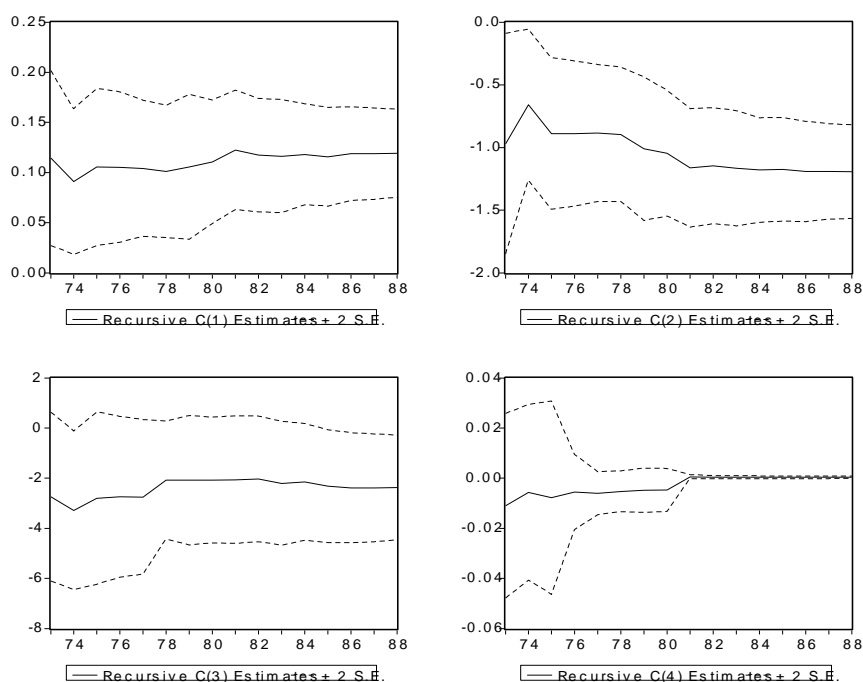 0.25
0.20
0.15
0.10
0.05
0.00
74 76 78 80 82 84 86 88
Recursive C(1) Estimates ± 2 S.E.
0.0
-0.5
-1.0
-1.5
-2.0
74 76 78 80 82 84 86 88
Recursive C(2) Estimates ± 2 S.E.
2
0
-2
-4
-6
-8
74 76 78 80 82 84 86 88
Recursive C(3) Estimates ± 2 S.E.
0.04
0.02
0.00
-0.02
-0.04
-0.06
74 76 78 80 82 84 86 88
Recursive C(4) Estimates ± 2 S.E.